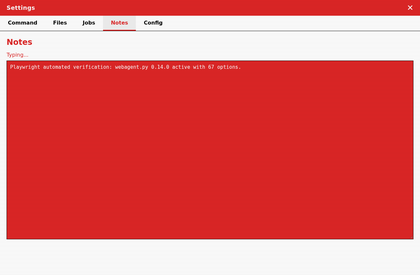 Settings
×
Command Files Jobs Notes Config
Notes
Typing...
Playwright automated verification: webagent.py 0.14.0 active with 67 options.